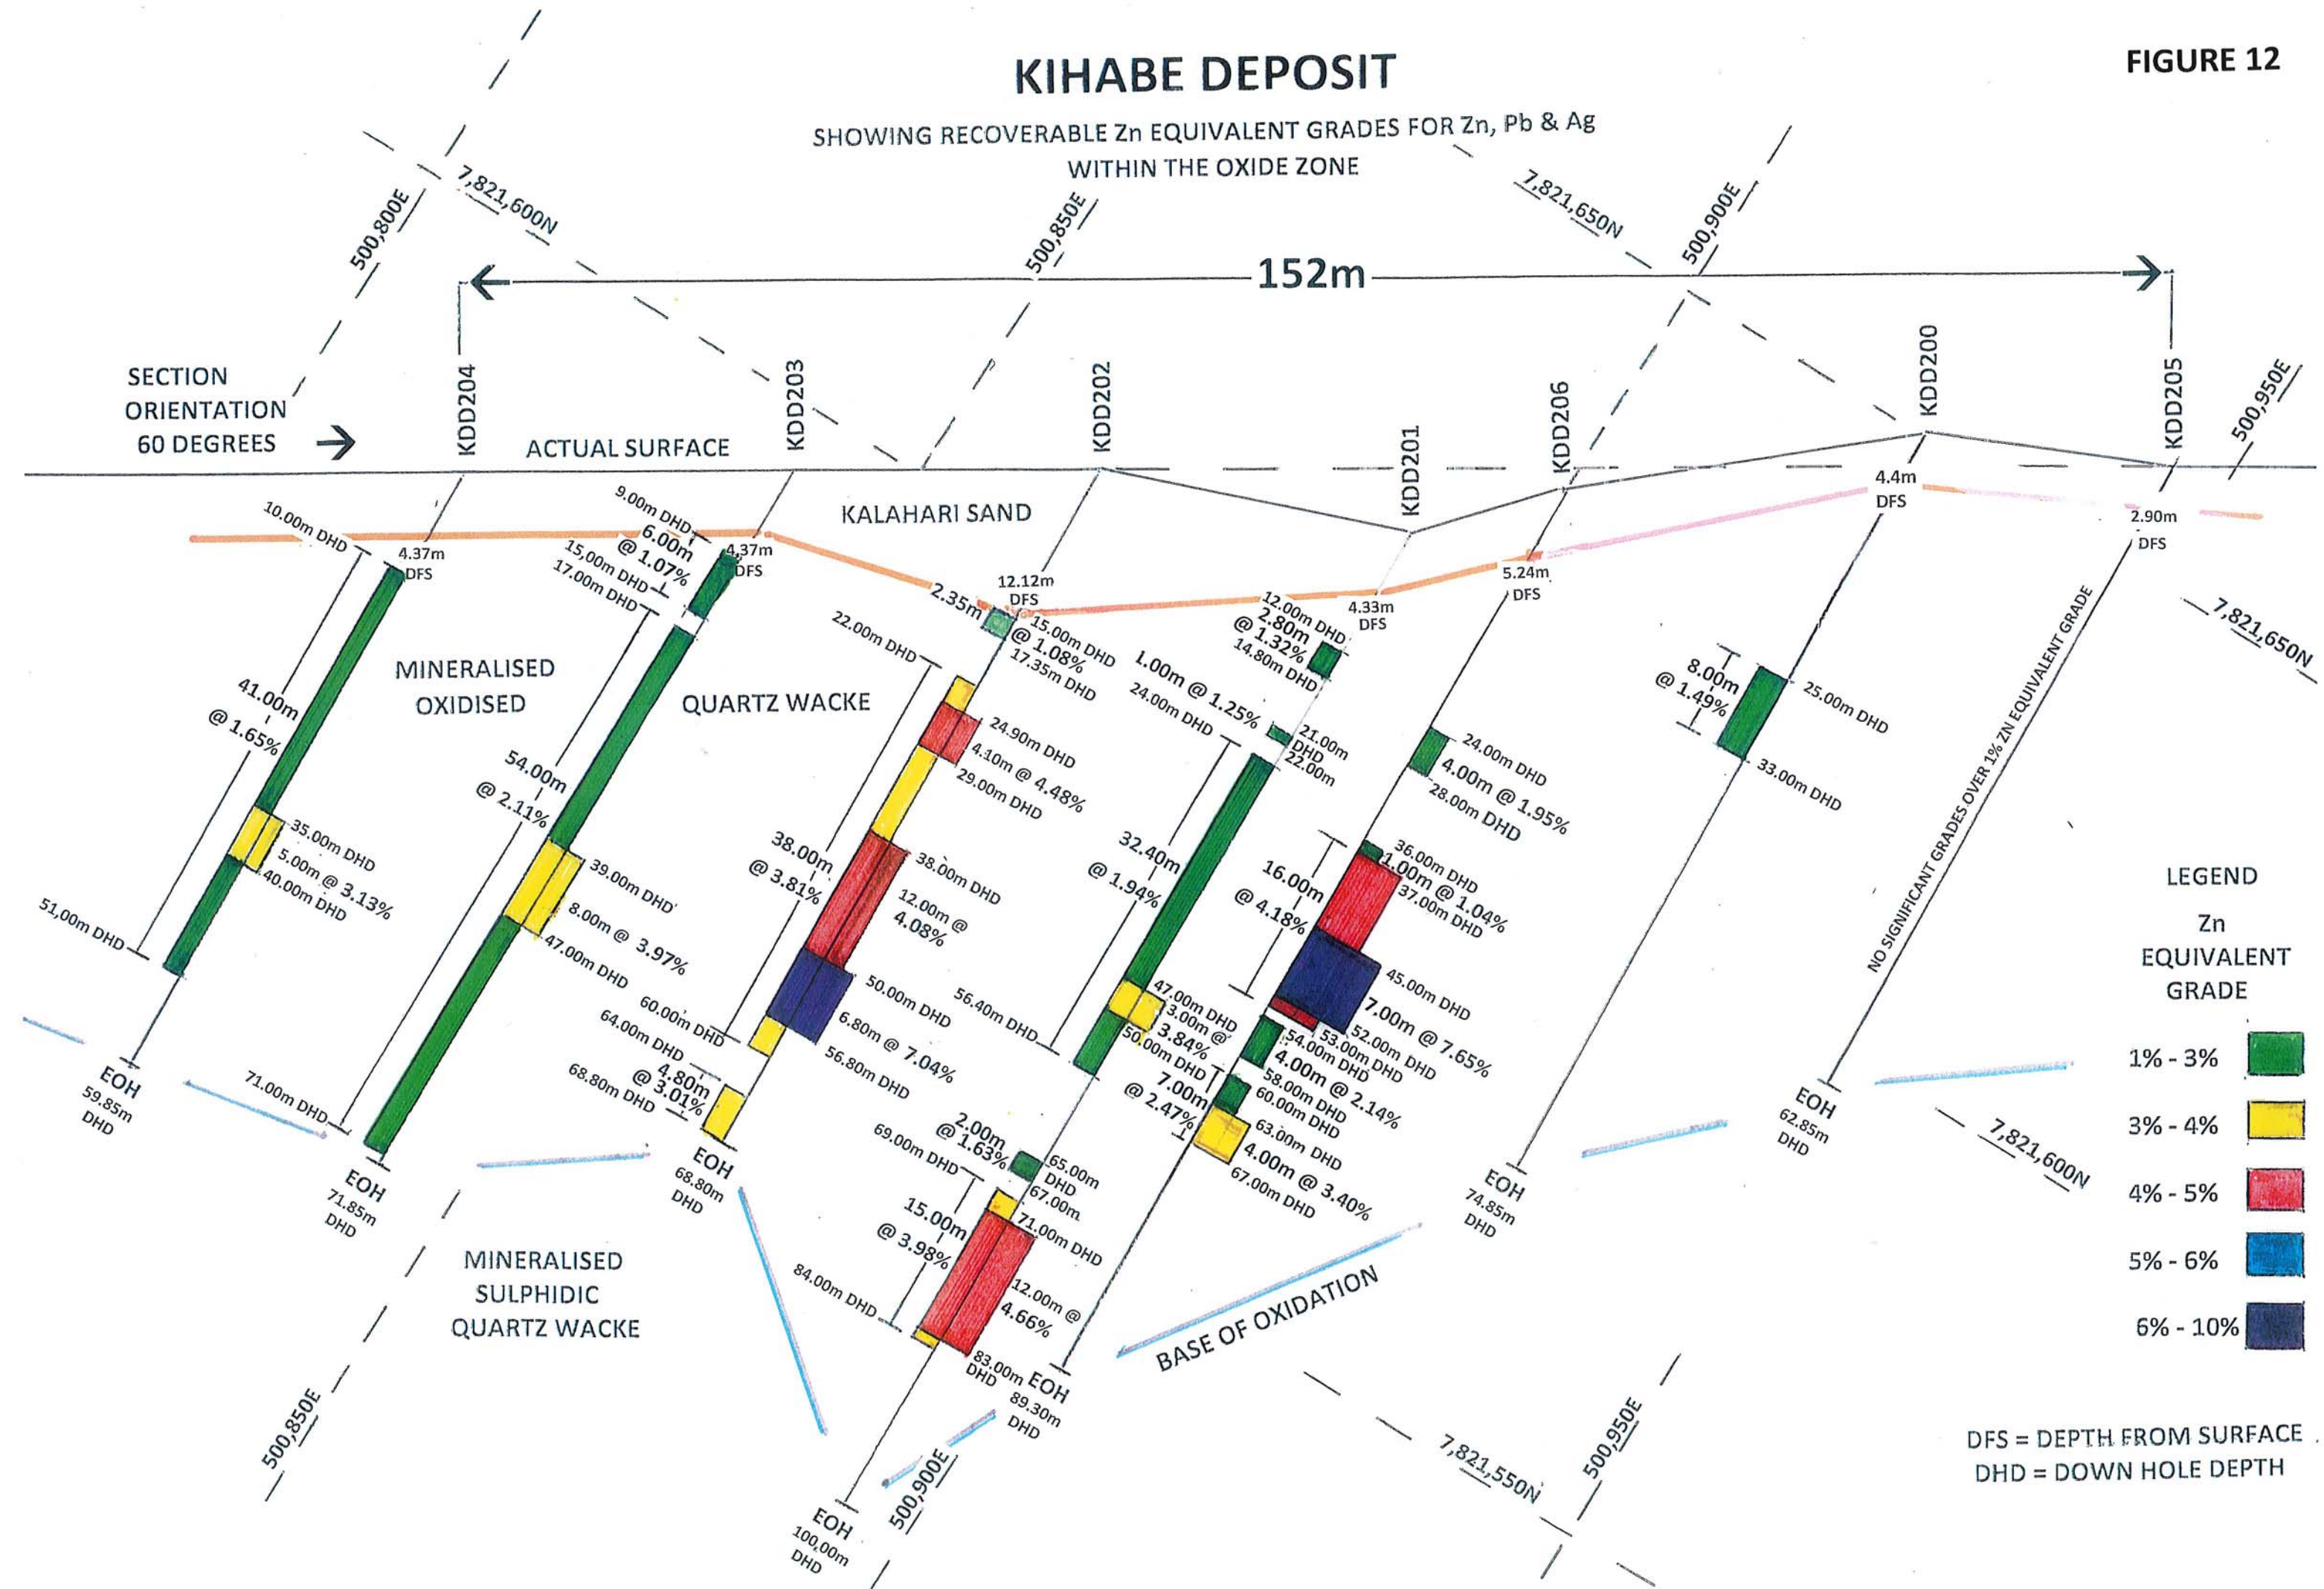 FIGURE 12
KIHABE DEPOSIT
SHOWING RECOVERABLE Zn EQUIVALENT GRADES FOR Zn, Pb & Ag
WITHIN THE OXIDE ZONE
500,800E
7,821,600N
500,850E
7,821,650N
500,900E
152m
SECTION
ORIENTATION
60 DEGREES
KDD204
KDD203
KDD202
KDD201
KDD206
KDD200
KDD205
500,950E
ACTUAL SURFACE
KALAHARI SAND
10.00m DHD
4.37m
DFS
41.00m
@ 1.65%
35.00m DHD
5.00m @ 3.13%
40.00m DHD
51,00m DHD
EOH
59.85m
DHD
MINERALISED
OXIDISED
QUARTZ WACKE
9.00m DHD
6.00m
@ 1.07%
15,00m DHD
17.00m DHD
4.37m
DFS
54.00m
@ 2.11%
39.00m DHD
8.00m @ 3.97%
47.00m DHD
71.00m DHD
EOH
71.85m
DHD
12.12m
DFS
2.35m
15.00m DHD
@ 1.08%
17.35m DHD
22.00m DHD
24.90m DHD
4.10m @ 4.48%
29.00m DHD
38.00m
@ 3.81%
38.00m DHD
12.00m @
4.08%
50.00m DHD
6.80m @ 7.04%
56.80m DHD
60.00m DHD
64.00m DHD
4.80m
@ 3.01%
68.80m DHD
EOH
68.80m
DHD
4.33m
DFS
12.00m DHD
2.80m
@ 1.32%
14.80m DHD
1.00m @ 1.25%
24.00m DHD
21.00m
DHD
22.00m
32.40m
@ 1.94%
47.00m DHD
3.00m @
3.84%
50.00m DHD
56.40m DHD
2.00m
@ 1.63%
65.00m
DHD
67.00m
69.00m DHD
71.00m DHD
15.00m
@ 3.98%
12.00m @
4.66%
84.00m DHD
83.00m
DHD
EOH
100,00m
DHD
5.24m
DFS
24.00m DHD
4.00m @ 1.95%
28.00m DHD
36.00m DHD
1.00m @ 1.04%
37.00m DHD
16.00m
@ 4.18%
45.00m DHD
7.00m @ 7.65%
52.00m DHD
53.00m DHD
54.00m DHD
4.00m @ 2.14%
58.00m DHD
60.00m DHD
7.00m
@ 2.47%
63.00m DHD
4.00m @ 3.40%
67.00m DHD
EOH
89.30m
DHD
4.4m
DFS
8.00m
@ 1.49%
25.00m DHD
33.00m DHD
EOH
74.85m
DHD
2.90m
DFS
NO SIGNIFICANT GRADES OVER 1% ZN EQUIVALENT GRADE
EOH
62.85m
DHD
7,821,650N
7,821,600N
MINERALISED
SULPHIDIC
QUARTZ WACKE
BASE OF OXIDATION
500,850E
500,900E
7,821,550N
500,950E
LEGEND
Zn
EQUIVALENT
GRADE
1% - 3%
3% - 4%
4% - 5%
5% - 6%
6% - 10%
DFS = DEPTH FROM SURFACE
DHD = DOWN HOLE DEPTH